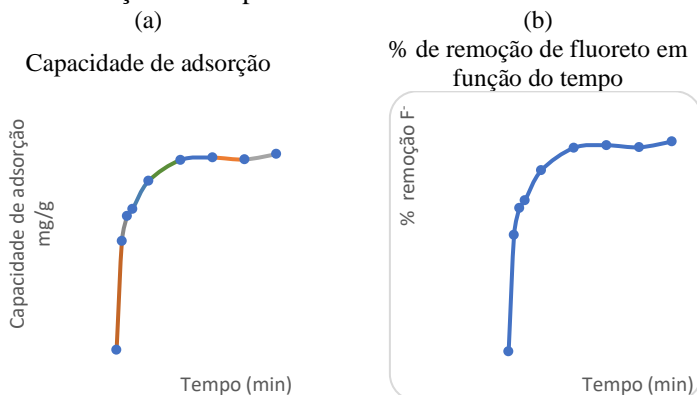 (a)
Capacidade de adsorção
Capacidade de adsorção
mg/g
Tempo (min)
(b)
% de remoção de fluoreto em
função do tempo
% remoção F-
Tempo (min)